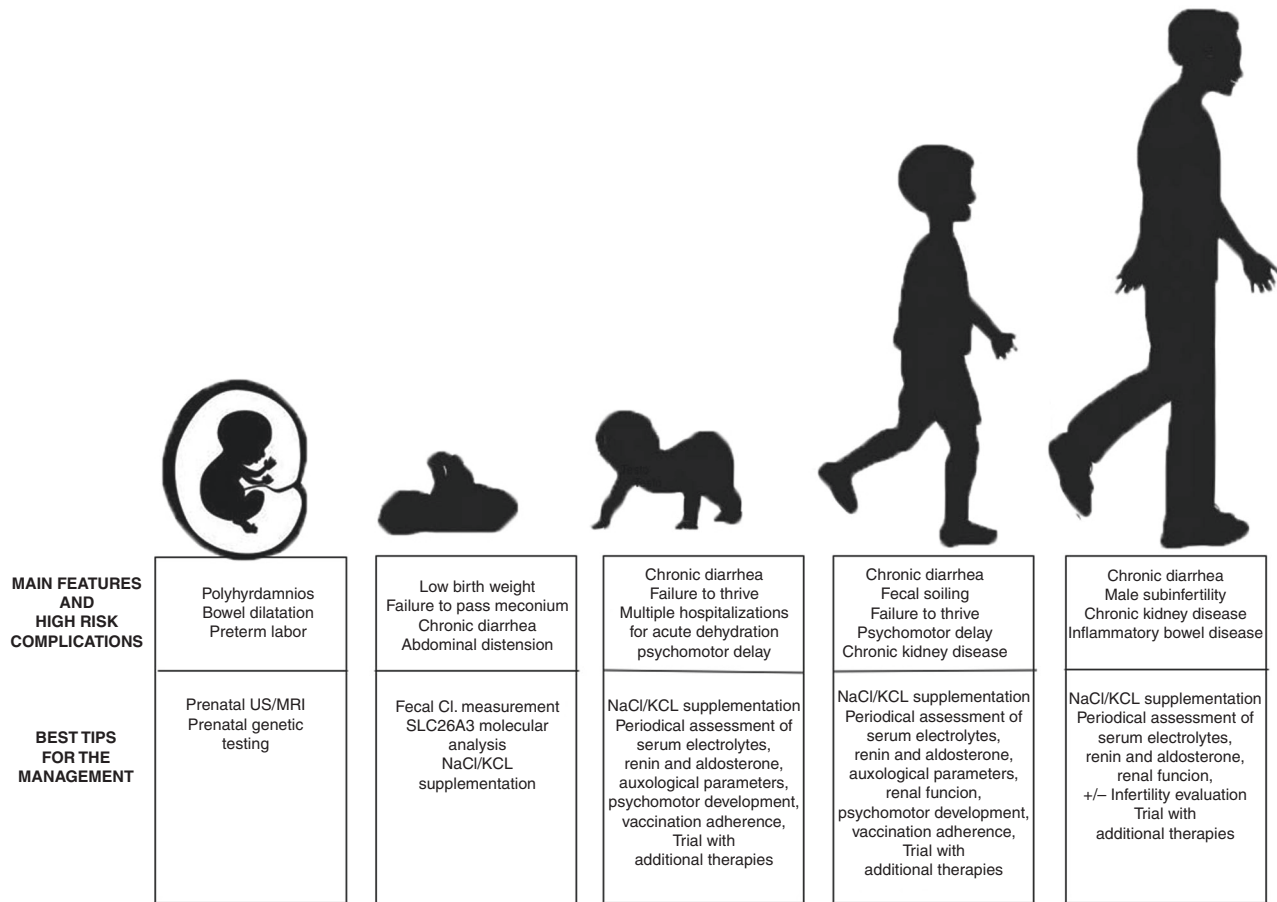 MAIN FEATURES
AND
HIGH RISK
COMPLICATIONS
Polyhyrdamnios
Bowel dilatation
Preterm labor
Low birth weight
Failure to pass meconium
Chronic diarrhea
Abdominal distension
Chronic diarrhea
Failure to thrive
Multiple hospitalizations
for acute dehydration
psychomotor delay
Chronic diarrhea
Fecal soiling
Failure to thrive
Psychomotor delay
Chronic kidney disease
Chronic diarrhea
Male subinfertility
Chronic kidney disease
Inflammatory bowel disease
BEST TIPS
FOR THE
MANAGEMENT
Prenatal US/MRI
Prenatal genetic
testing
Fecal Cl. measurement
SLC26A3 molecular
analysis
NaCl/KCL
supplementation
NaCl/KCL supplementation
Periodical assessment of
serum electrolytes,
renin and aldosterone,
auxological parameters,
psychomotor development,
vaccination adherence,
Trial with
additional therapies
NaCl/KCL supplementation
Periodical assessment of
serum electrolytes,
renin and aldosterone,
auxological parameters,
renal funcion,
psychomotor development,
vaccination adherence,
Trial with
additional therapies
NaCl/KCL supplementation
Periodical assessment of
serum electrolytes,
renin and aldosterone,
renal funcion,
+/– Infertility evaluation
Trial with
additional therapies